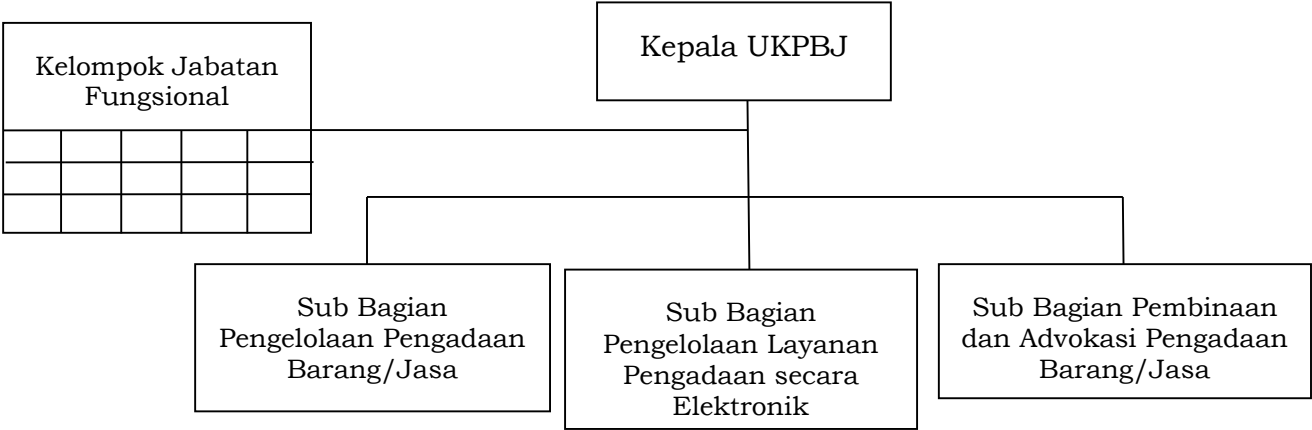 Kepala UKPBJ
Kelompok Jabatan
Fungsional
Sub Bagian
Pengelolaan Pengadaan
Barang/Jasa
Sub Bagian
Pengelolaan Layanan
Pengadaan secara
Elektronik
Sub Bagian Pembinaan
dan Advokasi Pengadaan
Barang/Jasa